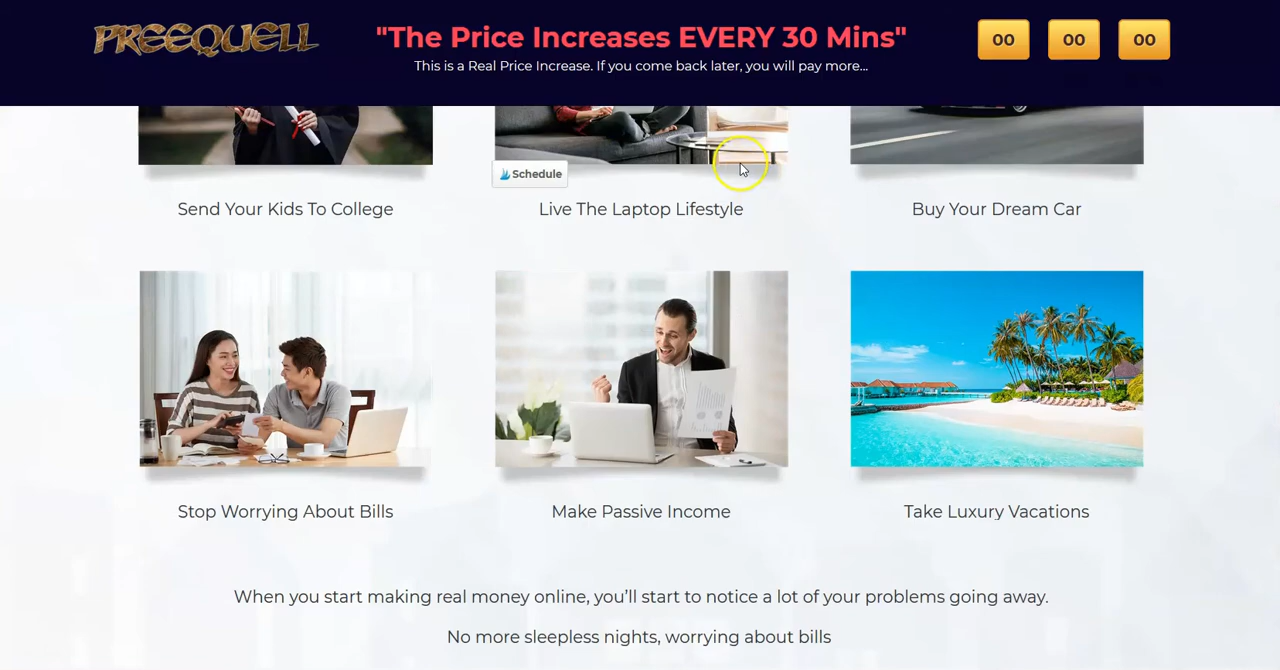 PREEQUELL
"The Price Increases EVERY 30 Mins"
This is a Real Price Increase. If you come back later, you will pay more...
00 00 00
Schedule
Send Your Kids To College
Live The Laptop Lifestyle
Buy Your Dream Car
Stop Worrying About Bills
Make Passive Income
Take Luxury Vacations
When you start making real money online, you’ll start to notice a lot of your problems going away.
No more sleepless nights, worrying about bills